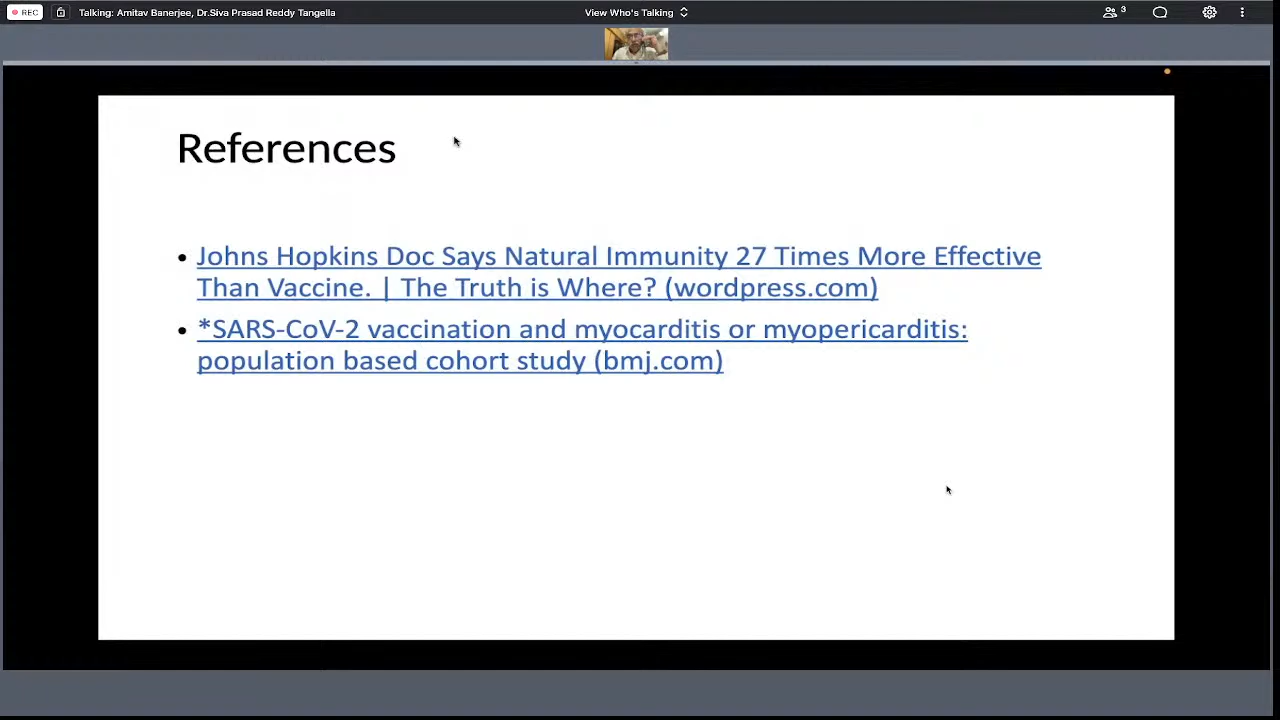 REC
Talking: Amitav Banerjee, Dr.Siva Prasad Reddy Tangella
View Who's Talking
3
References
• Johns Hopkins Doc Says Natural Immunity 27 Times More Effective
Than Vaccine. | The Truth is Where? (wordpress.com)
• *SARS-CoV-2 vaccination and myocarditis or myopericarditis:
population based cohort study (bmj.com)